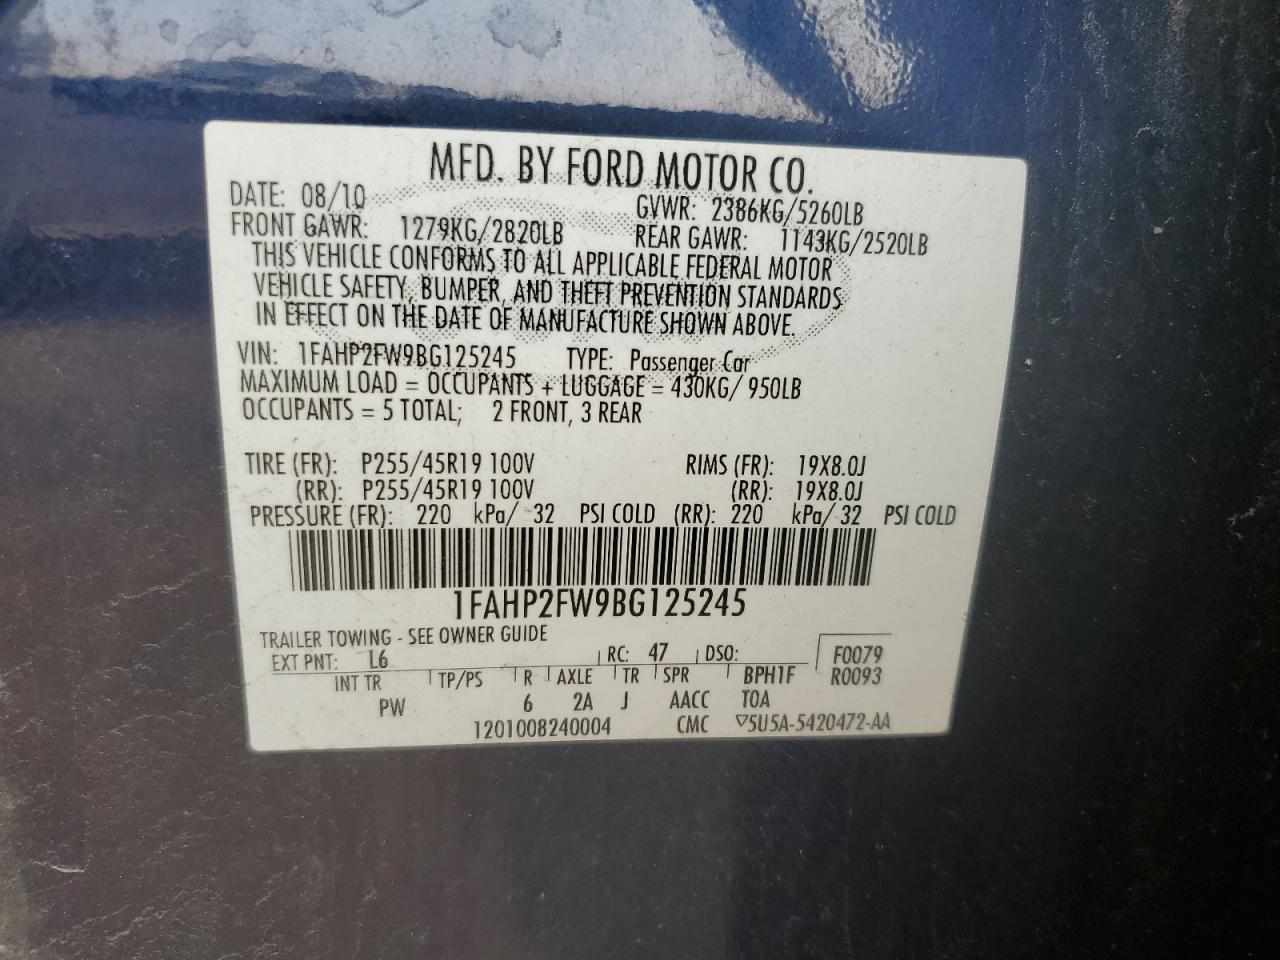 MFD. BY FORD MOTOR CO.
DATE: 08/10 GVWR: 2386KG/5260LB
FRONT GAWR: 1279KG/2820LB REAR GAWR: 1143KG/2520LB
THIS VEHICLE CONFORMS TO ALL APPLICABLE FEDERAL MOTOR
VEHICLE SAFETY, BUMPER, AND THEFT PREVENTION STANDARDS
IN EFFECT ON THE DATE OF MANUFACTURE SHOWN ABOVE.
VIN: 1FAHP2FW9BG125245 TYPE: Passenger Car
MAXIMUM LOAD = OCCUPANTS + LUGGAGE = 430KG/ 950LB
OCCUPANTS = 5 TOTAL; 2 FRONT, 3 REAR
TIRE (FR): P255/45R19 100V RIMS (FR): 19X8.0J
(RR): P255/45R19 100V (RR): 19X8.0J
PRESSURE (FR): 220 kPa/ 32 PSI COLD (RR): 220 kPa/ 32 PSI COLD
1FAHP2FW9BG125245
TRAILER TOWING - SEE OWNER GUIDE
EXT PNT: L6 RC: 47 DSO: F0079
INT TR TP/PS R AXLE TR SPR BPH1F R0093
PW 6 2A J AACC TOA
1201008240004 CMC ▽5U5A-5420472-AA